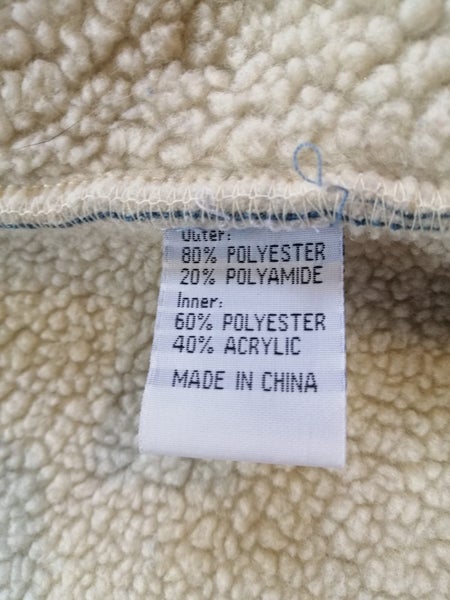 Outer:
80% POLYESTER
20% POLYAMIDE
Inner:
60% POLYESTER
40% ACRYLIC
MADE IN CHINA